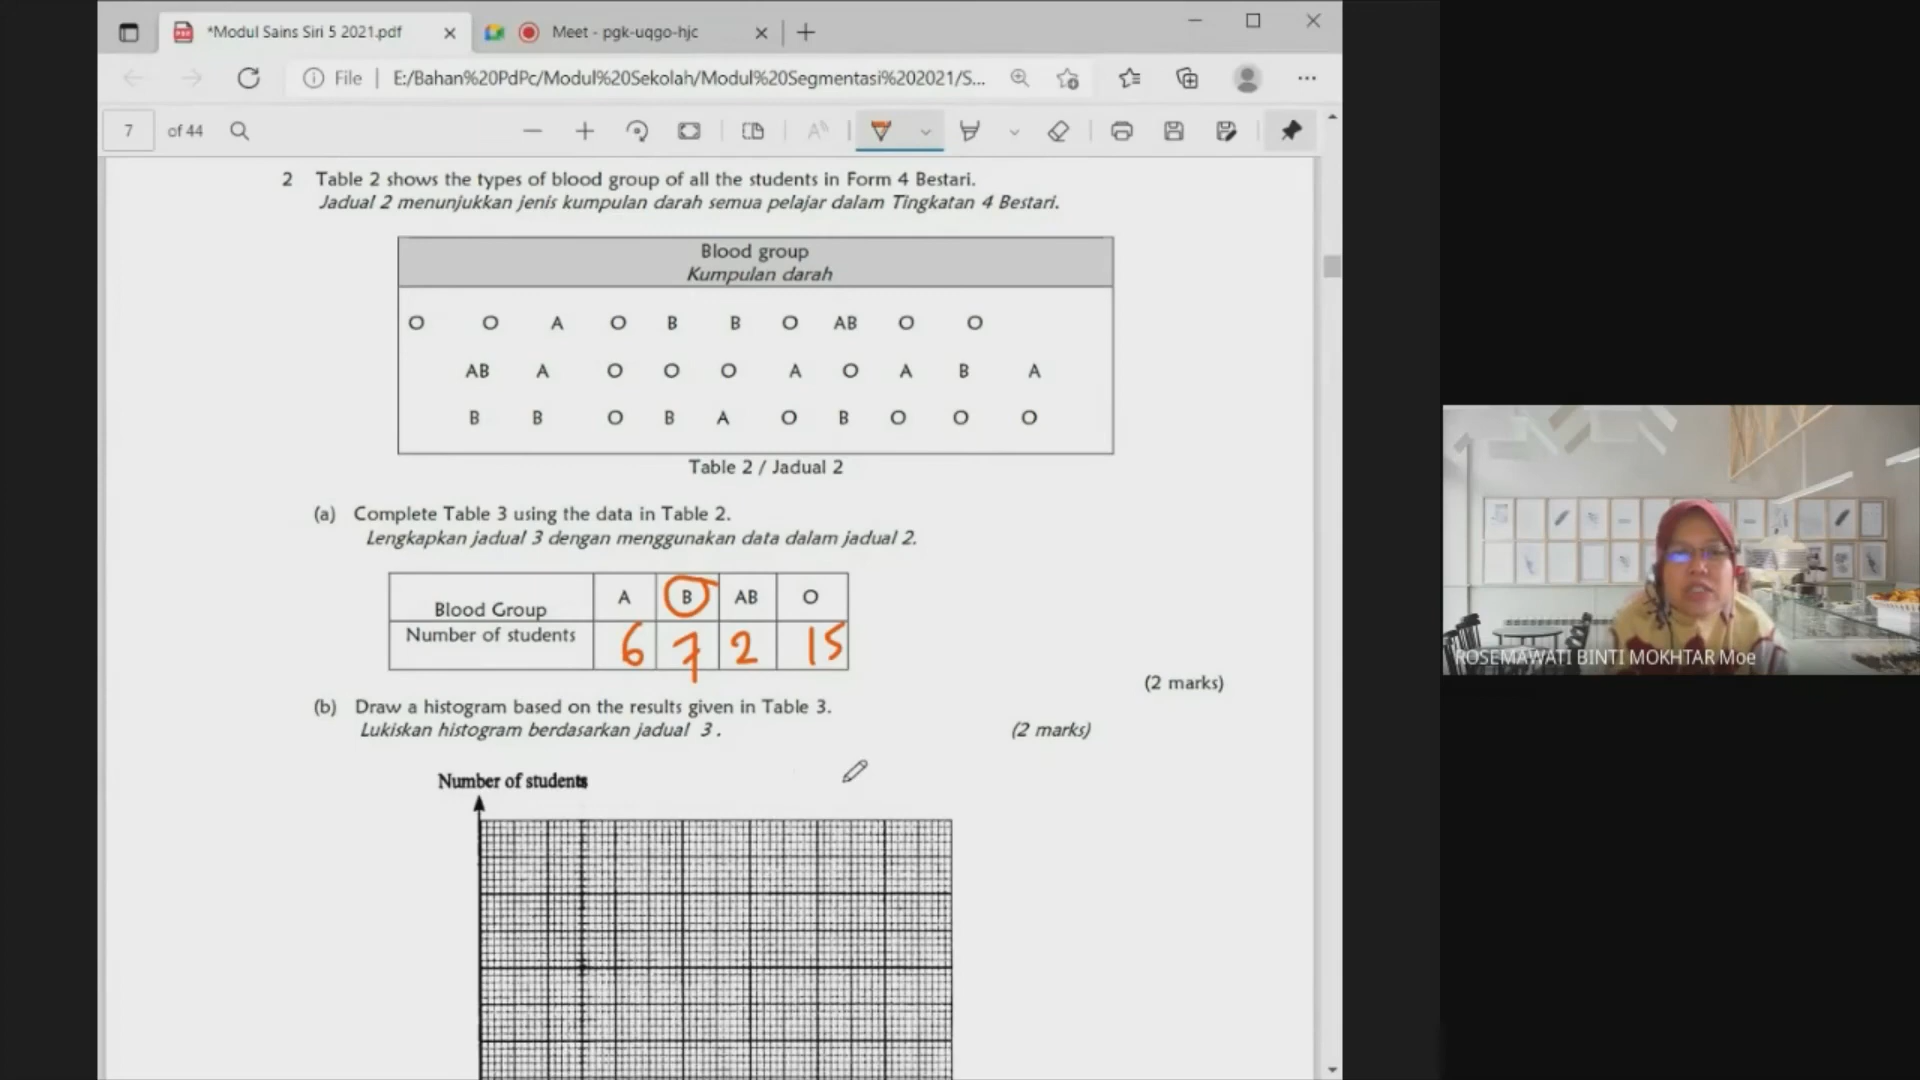 *Modul Sains Siri 5 2021.pdf
Meet - pgk-uqgo-hjc
File | E:/Bahan%20PdPc/Modul%20Sekolah/Modul%20Segmentasi%202021/S...
7 of 44
2 Table 2 shows the types of blood group of all the students in Form 4 Bestari.
Jadual 2 menunjukkan jenis kumpulan darah semua pelajar dalam Tingkatan 4 Bestari.
Blood group
Kumpulan darah
O O A O B B O AB O O
AB A O O O A O A B A
B B O B A O B O O O
Table 2 / Jadual 2
(a) Complete Table 3 using the data in Table 2.
Lengkapkan jadual 3 dengan menggunakan data dalam jadual 2.
Blood Group A B AB O
Number of students 6 7 2 15
(2 marks)
(b) Draw a histogram based on the results given in Table 3.
Lukiskan histogram berdasarkan jadual 3 .
(2 marks)
Number of students
ROSEMAWATI BINTI MOKHTAR Moe